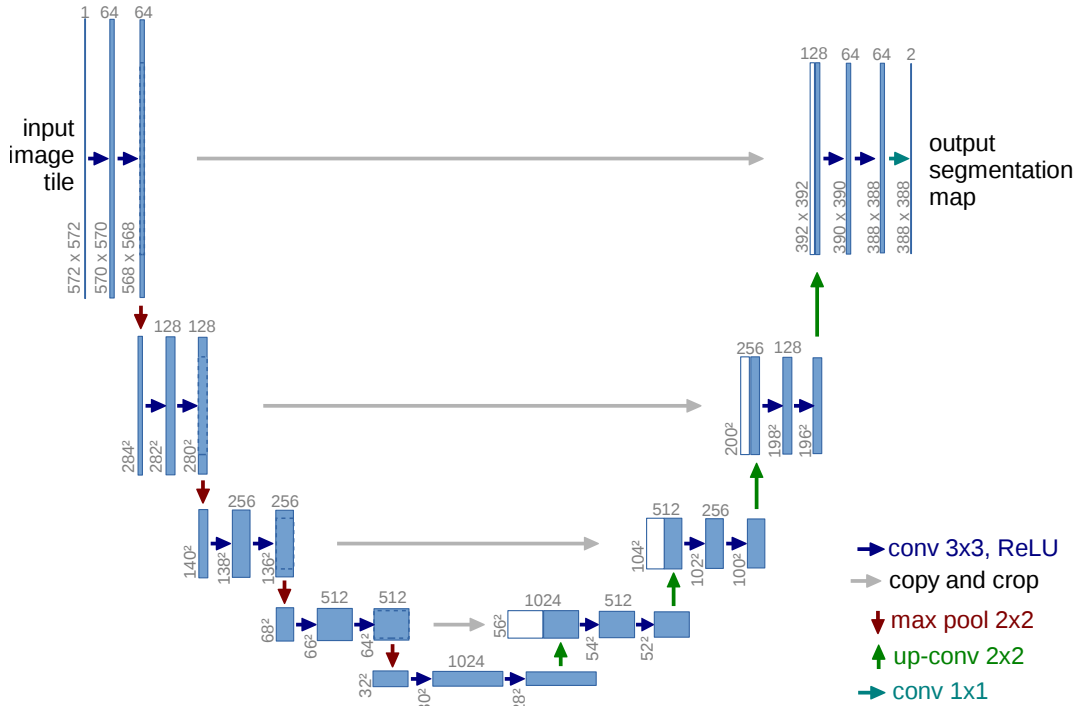 1 64 64
128 64 64 2
input
image
tile
output
segmentation
map
572 x 572
570 x 570
568 x 568
392 x 392
390 x 390
388 x 388
388 x 388
128 128
256 128
284²
282²
280²
200²
198²
196²
256 256
512 256
140²
138²
136²
104²
102²
100²
512 512
1024 512
68²
66²
64²
56²
54²
52²
1024
32²
conv 3x3, ReLU
copy and crop
max pool 2x2
up-conv 2x2
conv 1x1